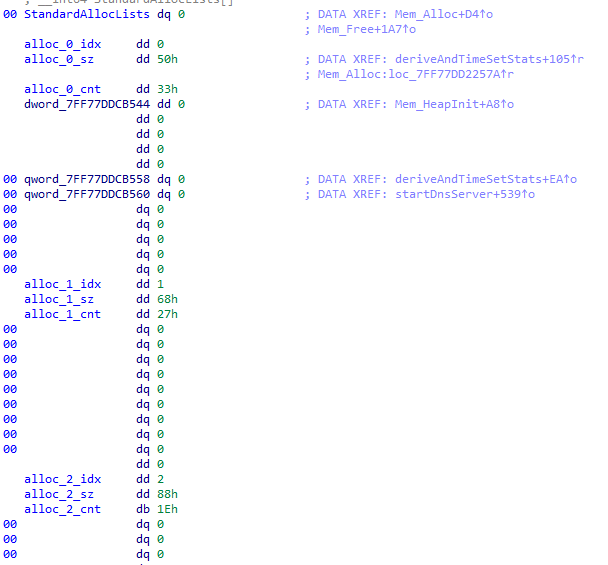 ; __int64 StandardAllocLists[]
00 StandardAllocLists dq 0 ; DATA XREF: Mem_Alloc+D4↑o
; Mem_Free+1A7↑o
alloc_0_idx dd 0
alloc_0_sz dd 50h ; DATA XREF: deriveAndTimeSetStats+105↑r
; Mem_Alloc:loc_7FF77DD2257A↑r
alloc_0_cnt dd 33h
dword_7FF77DDCB544 dd 0 ; DATA XREF: Mem_HeapInit+A8↑o
dd 0
dd 0
dd 0
dd 0
00 qword_7FF77DDCB558 dq 0 ; DATA XREF: deriveAndTimeSetStats+EA↑o
00 qword_7FF77DDCB560 dq 0 ; DATA XREF: startDnsServer+539↑o
00 dq 0
00 dq 0
00 dq 0
00 dq 0
00 dq 0
alloc_1_idx dd 1
alloc_1_sz dd 68h
alloc_1_cnt dd 27h
00 dq 0
00 dq 0
00 dq 0
00 dq 0
00 dq 0
00 dq 0
00 dq 0
00 dq 0
00 dq 0
dd 0
alloc_2_idx dd 2
alloc_2_sz dd 88h
alloc_2_cnt db 1Eh
00 dq 0
00 dq 0
00 dq 0